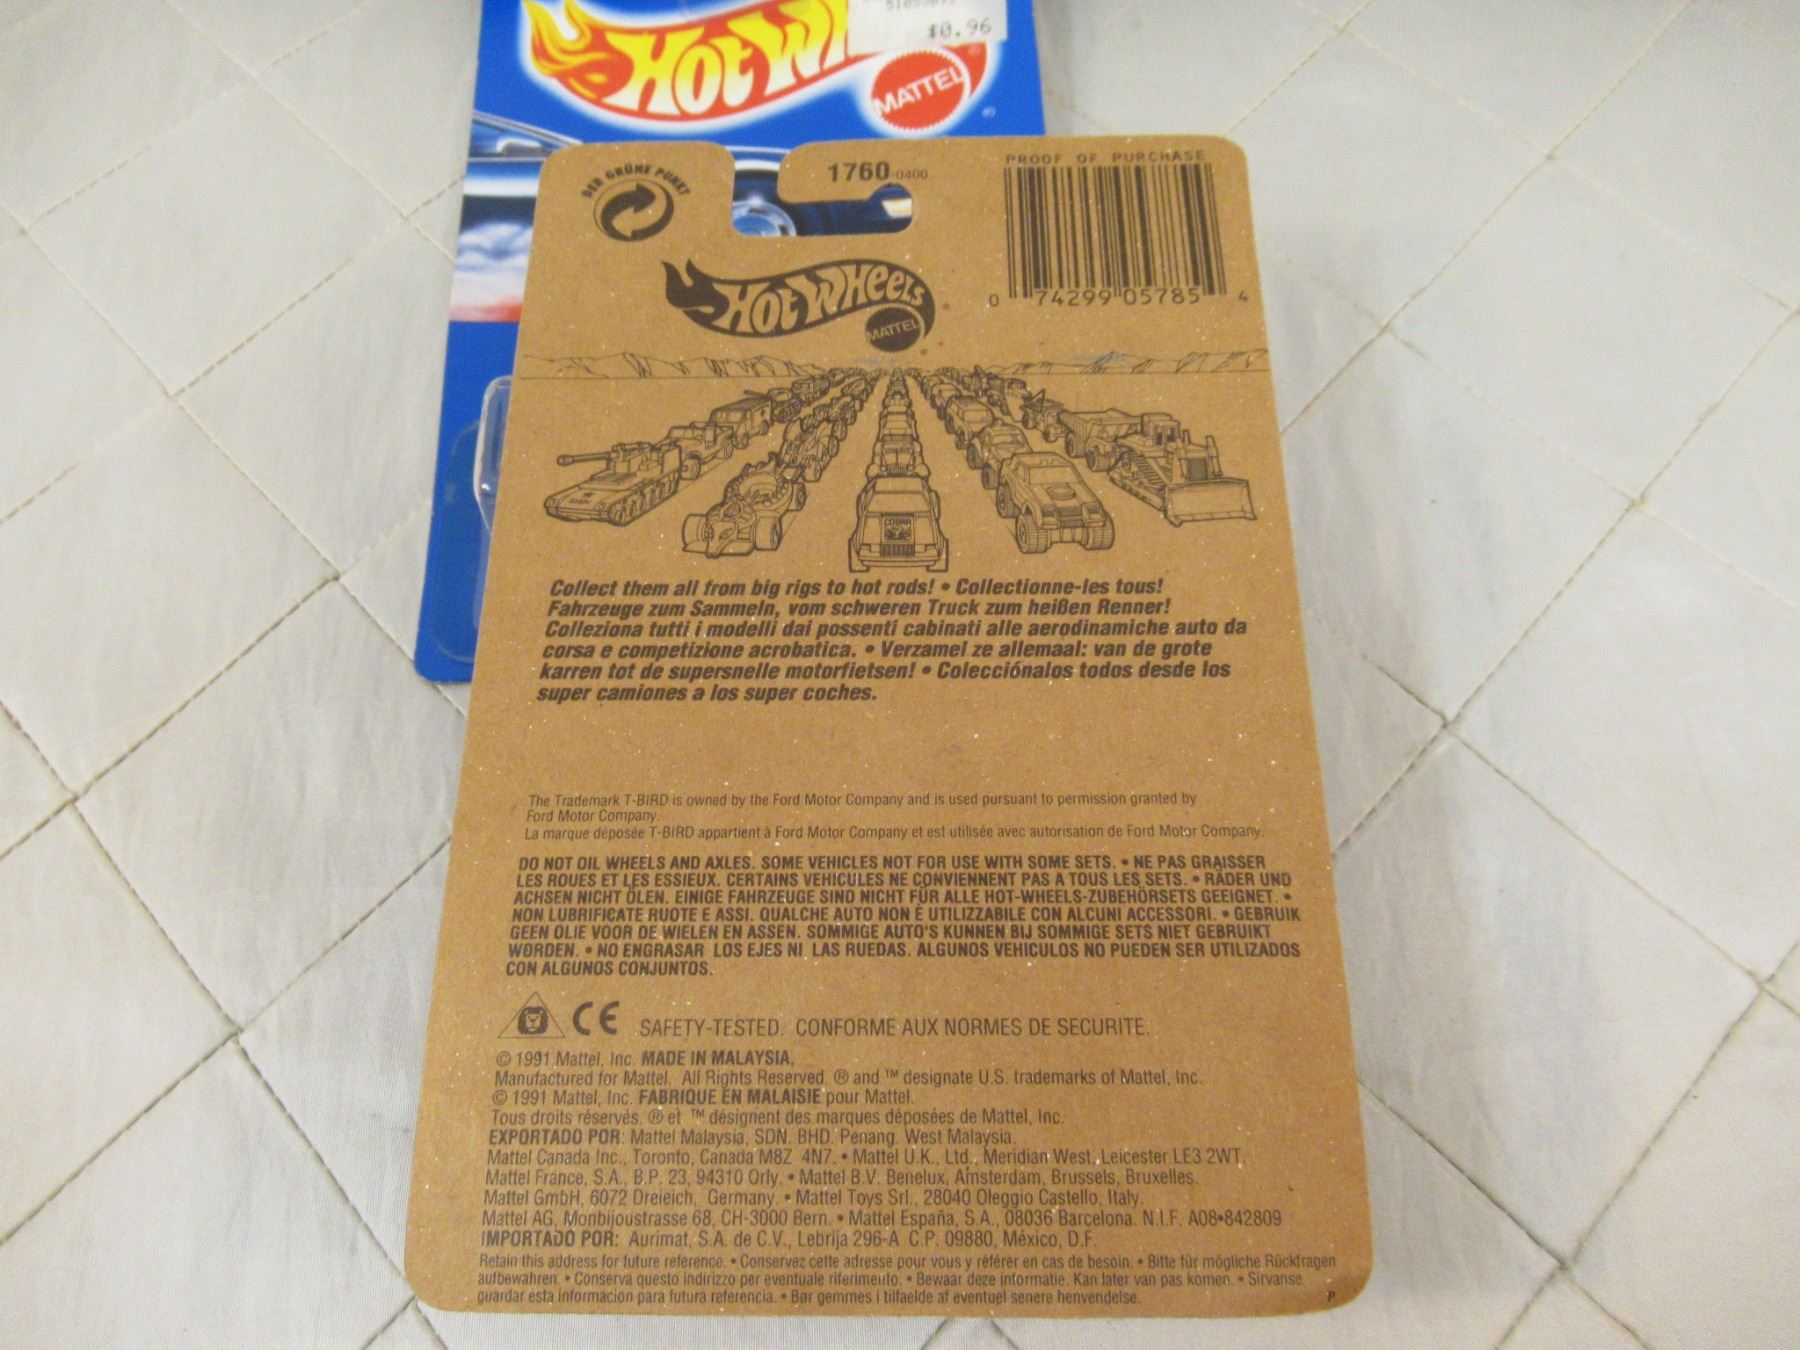 $0.96
HOT WH
MATTEL
DER GRÜNE PUNKT
1760-0400
PROOF OF PURCHASE
0 74299 05785 4
HOT WHEELS
MATTEL
COBRA
Collect them all from big rigs to hot rods! • Collectionne-les tous!
Fahrzeuge zum Sammeln, vom schweren Truck zum heißen Renner!
Colleziona tutti i modelli dai possenti cabinati alle aerodinamiche auto da
corsa e competizione acrobatica. • Verzamel ze allemaal: van de grote
karren tot de supersnelle motorfietsen! • Colecciónalos todos desde los
super camiones a los super coches.
The Trademark T-BIRD is owned by the Ford Motor Company and is used pursuant to permission granted by
Ford Motor Company.
La marque déposée T-BIRD appartient à Ford Motor Company et est utilisée avec autorisation de Ford Motor Company.
DO NOT OIL WHEELS AND AXLES. SOME VEHICLES NOT FOR USE WITH SOME SETS. • NE PAS GRAISSER
LES ROUES ET LES ESSIEUX. CERTAINS VEHICULES NE CONVIENNENT PAS A TOUS LES SETS. • RÄDER UND
ACHSEN NICHT ÖLEN. EINIGE FAHRZEUGE SIND NICHT FÜR ALLE HOT-WHEELS-ZUBEHÖRSETS GEEIGNET. •
NON LUBRIFICATE RUOTE E ASSI. QUALCHE AUTO NON È UTILIZZABILE CON ALCUNI ACCESSORI. • GEBRUIK
GEEN OLIE VOOR DE WIELEN EN ASSEN. SOMMIGE AUTO'S KUNNEN BIJ SOMMIGE SETS NIET GEBRUIKT
WORDEN. • NO ENGRASAR LOS EJES NI LAS RUEDAS. ALGUNOS VEHICULOS NO PUEDEN SER UTILIZADOS
CON ALGUNOS CONJUNTOS.
CE SAFETY-TESTED. CONFORME AUX NORMES DE SECURITE.
© 1991 Mattel, Inc. MADE IN MALAYSIA.
Manufactured for Mattel. All Rights Reserved. ® and ™ designate U.S. trademarks of Mattel, Inc.
© 1991 Mattel, Inc. FABRIQUE EN MALAISIE pour Mattel.
Tous droits réservés. ® et ™ désignent des marques déposées de Mattel, Inc.
EXPORTADO POR: Mattel Malaysia, SDN. BHD. Penang. West Malaysia.
Mattel Canada Inc., Toronto, Canada M8Z 4N7. • Mattel U.K., Ltd., Meridian West, Leicester LE3 2WT.
Mattel France, S.A., B.P. 23, 94310 Orly. • Mattel B.V. Benelux, Amsterdam, Brussels, Bruxelles.
Mattel GmbH, 6072 Dreieich, Germany. • Mattel Toys Srl., 28040 Oleggio Castello, Italy.
Mattel AG, Monbijoustrasse 68, CH-3000 Bern. • Mattel España, S.A., 08036 Barcelona. N.I.F. A08•842809
IMPORTADO POR: Aurimat, S.A. de C.V., Lebrija 296-A C.P. 09880, México, D.F.
Retain this address for future reference. • Conservez cette adresse pour vous y référer en cas de besoin. • Bitte für mögliche Rückfragen
aufbewahren. • Conserva questo indirizzo per eventuale riferimento. • Bewaar deze informatie. Kan later van pas komen. • Sirvanse
guardar esta informacion para futura referencia. • Bør gemmes i tilfaelde af eventuel senere henvendelse.
P